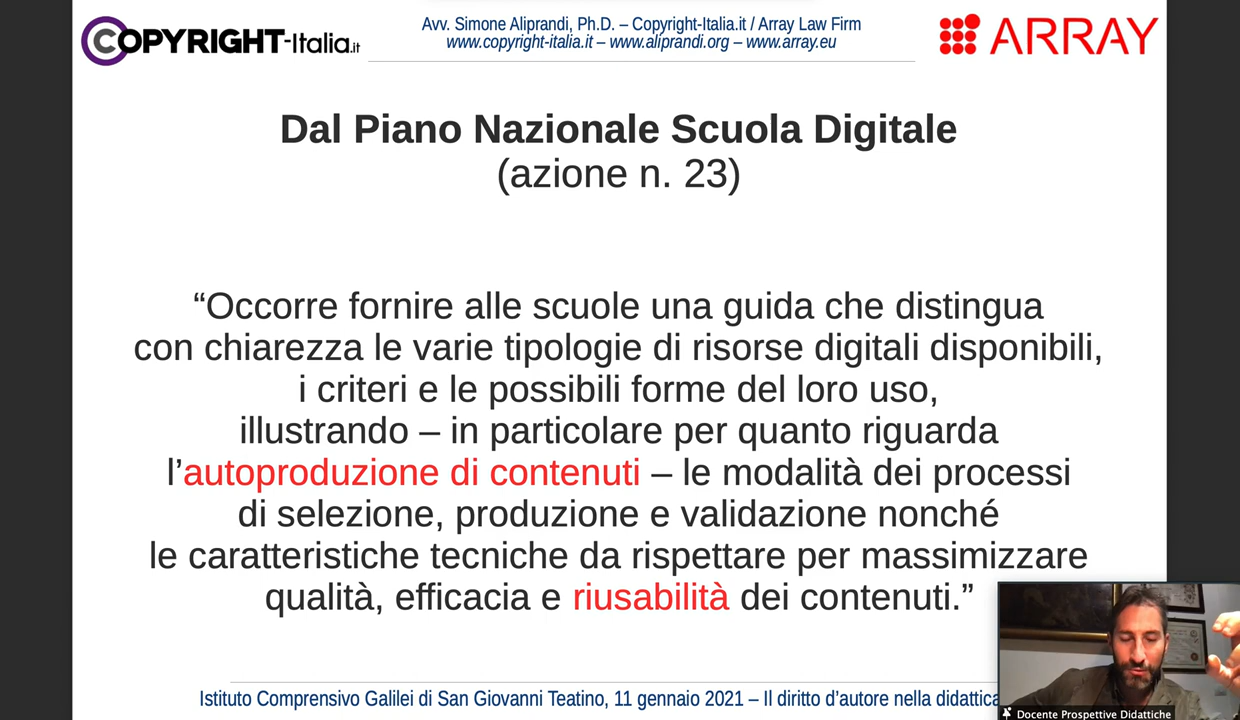 COPYRIGHT-Italia.it
Avv. Simone Aliprandi, Ph.D. – Copyright-Italia.it / Array Law Firm
www.copyright-italia.it – www.aliprandi.org – www.array.eu
ARRAY
Dal Piano Nazionale Scuola Digitale
(azione n. 23)
“Occorre fornire alle scuole una guida che distingua
con chiarezza le varie tipologie di risorse digitali disponibili,
i criteri e le possibili forme del loro uso,
illustrando – in particolare per quanto riguarda
l’autoproduzione di contenuti – le modalità dei processi
di selezione, produzione e validazione nonché
le caratteristiche tecniche da rispettare per massimizzare
qualità, efficacia e riusabilità dei contenuti.”
Istituto Comprensivo Galilei di San Giovanni Teatino, 11 gennaio 2021 – Il diritto d’autore nella didattica
Docente Prospettive Didattiche